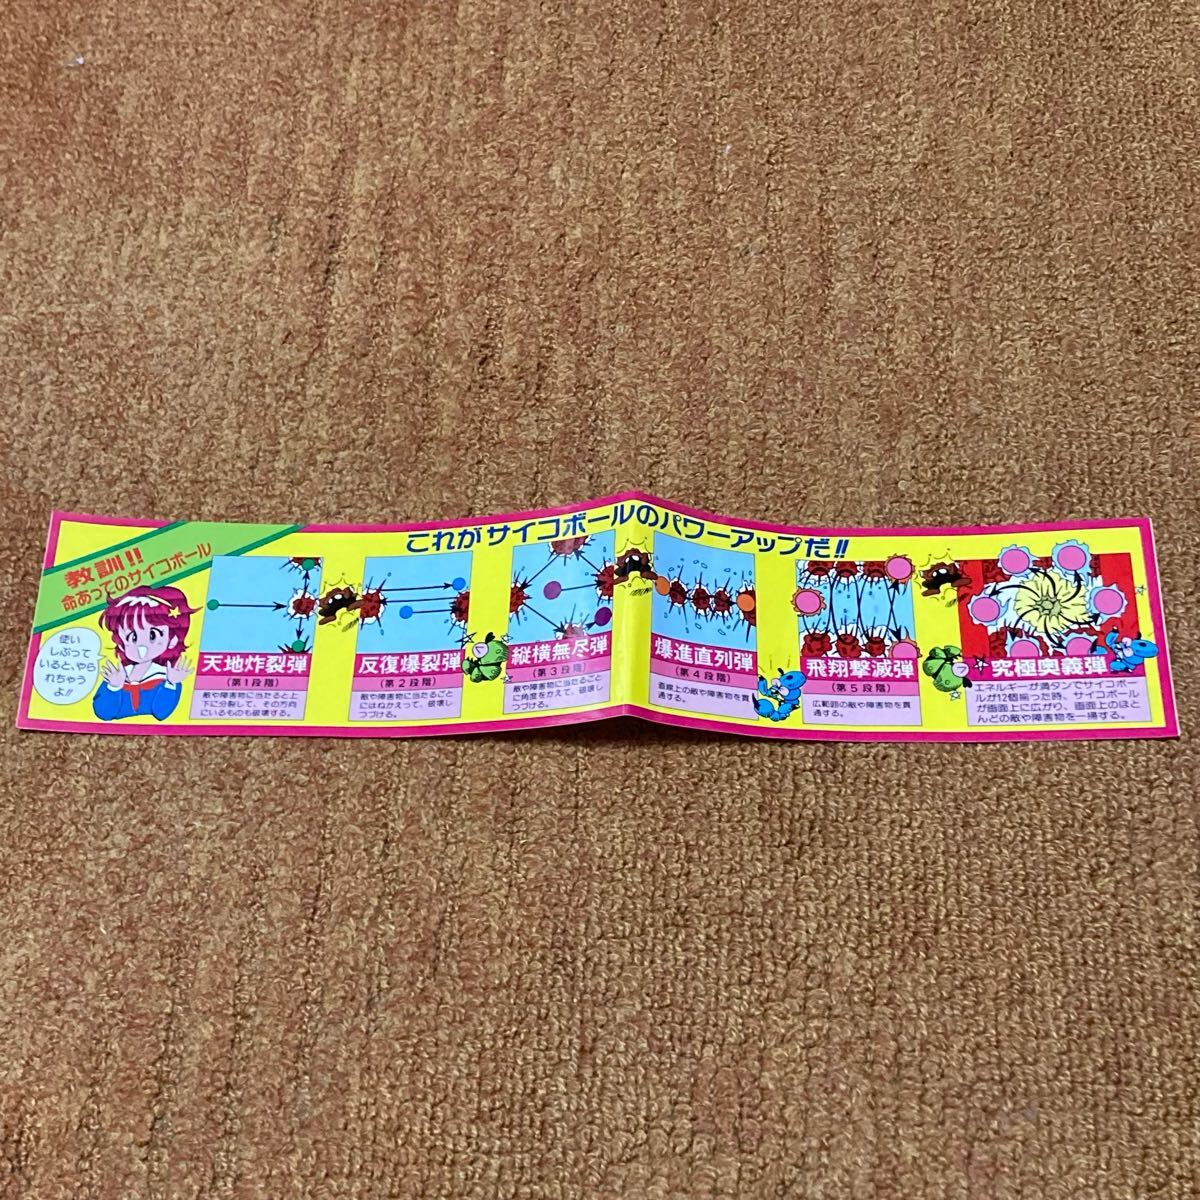 これがサイコボールのパワーアップだ!!
教訓!!
命あってのサイコボール
使い
しぶって
いると、やら
れちゃう
よ!!
天地炸裂弾
(第1段階)
敵や障害物に当たると上
下に分裂して、その方向
にいるものも破壊する。
反復爆裂弾
(第2段階)
敵や障害物に当たるごと
にはねかえって、破壊し
つづける。
縦横無尽弾
(第3段階)
敵や障害物に当たるごと
に角度をかえて、破壊し
つづける。
爆進直列弾
(第4段階)
直線上の敵や障害物を貫
通する。
飛翔撃滅弾
(第5段階)
広範囲の敵や障害物を貫
通する。
究極奥義弾
エネルギーが満タンでサイコボー
ルが12個揃った時、サイコボール
が画面上に広がり、画面上のほと
んどの敵や障害物を一掃する。